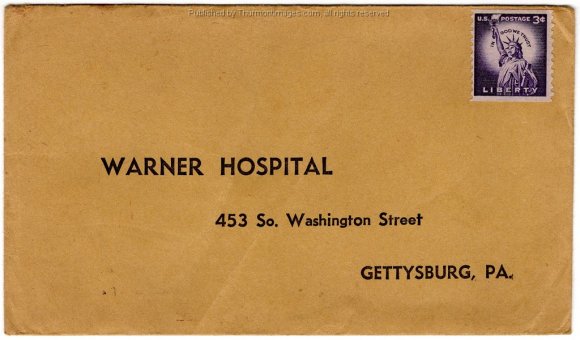 Published by Thurmontimages.com, all rights reserved
U.S. POSTAGE 3¢
IN GOD WE TRUST
LIBERTY
WARNER HOSPITAL
453 So. Washington Street
GETTYSBURG, PA.